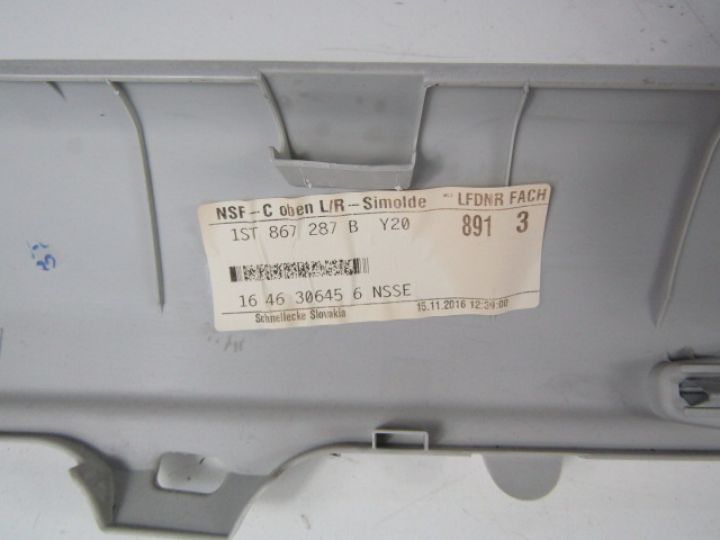 NSF-C oben L/R-Simolde LFDNR FACH
1ST 867 287 B Y20 891 3
16 46 30645 6 NSSE
Schnellecke Slovakia 15.11.2016 12:39:00